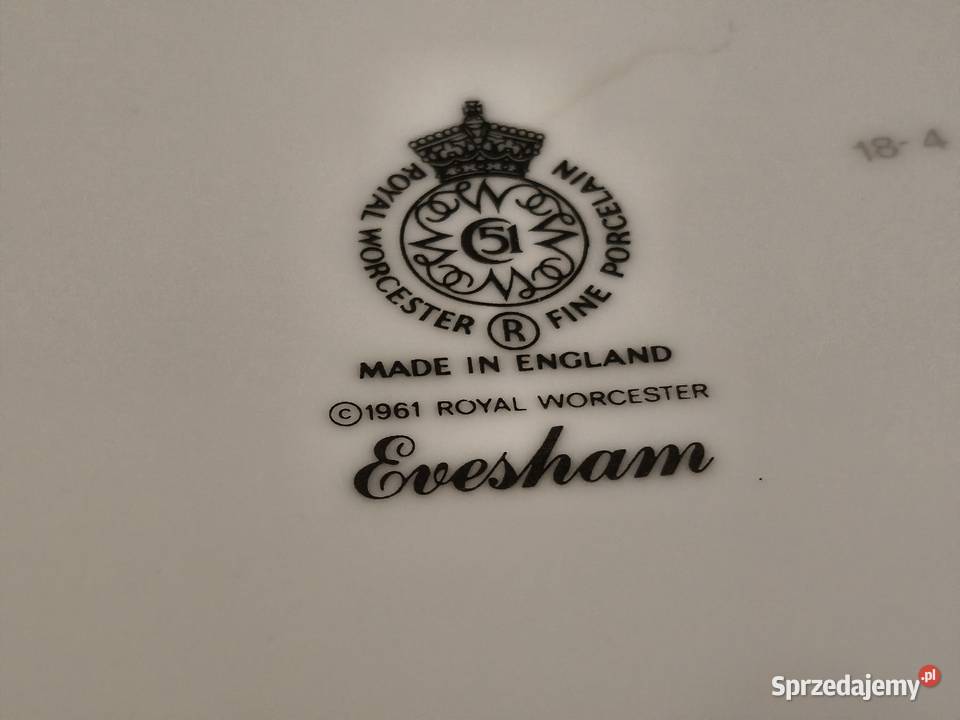 18-4
ROYAL WORCESTER ® FINE PORCELAIN
51
MADE IN ENGLAND
©1961 ROYAL WORCESTER
Evesham
Sprzedajemy.pl